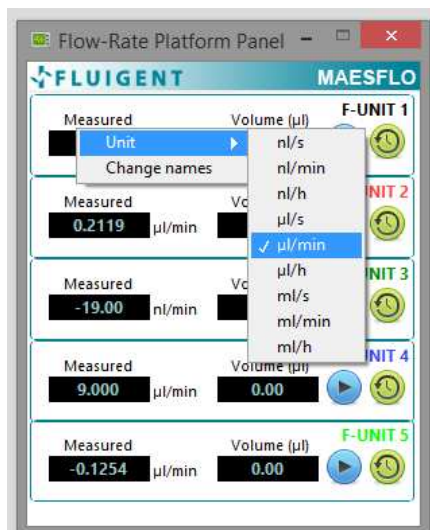 Flow-Rate Platform Panel
FLUIGENT MAESFLO
F-UNIT 1
Measured Volume (µl)
Unit
Change names
nl/s
nl/min
nl/h
µl/s
✓ µl/min
µl/h
ml/s
ml/min
ml/h
NIT 2
Measured Vo
0.2119 µl/min
NIT 3
Measured Vo
-19.00 nl/min
NIT 4
Measured Volume (µl)
9.000 µl/min 0.00
F-UNIT 5
Measured Volume (µl)
-0.1254 µl/min 0.00